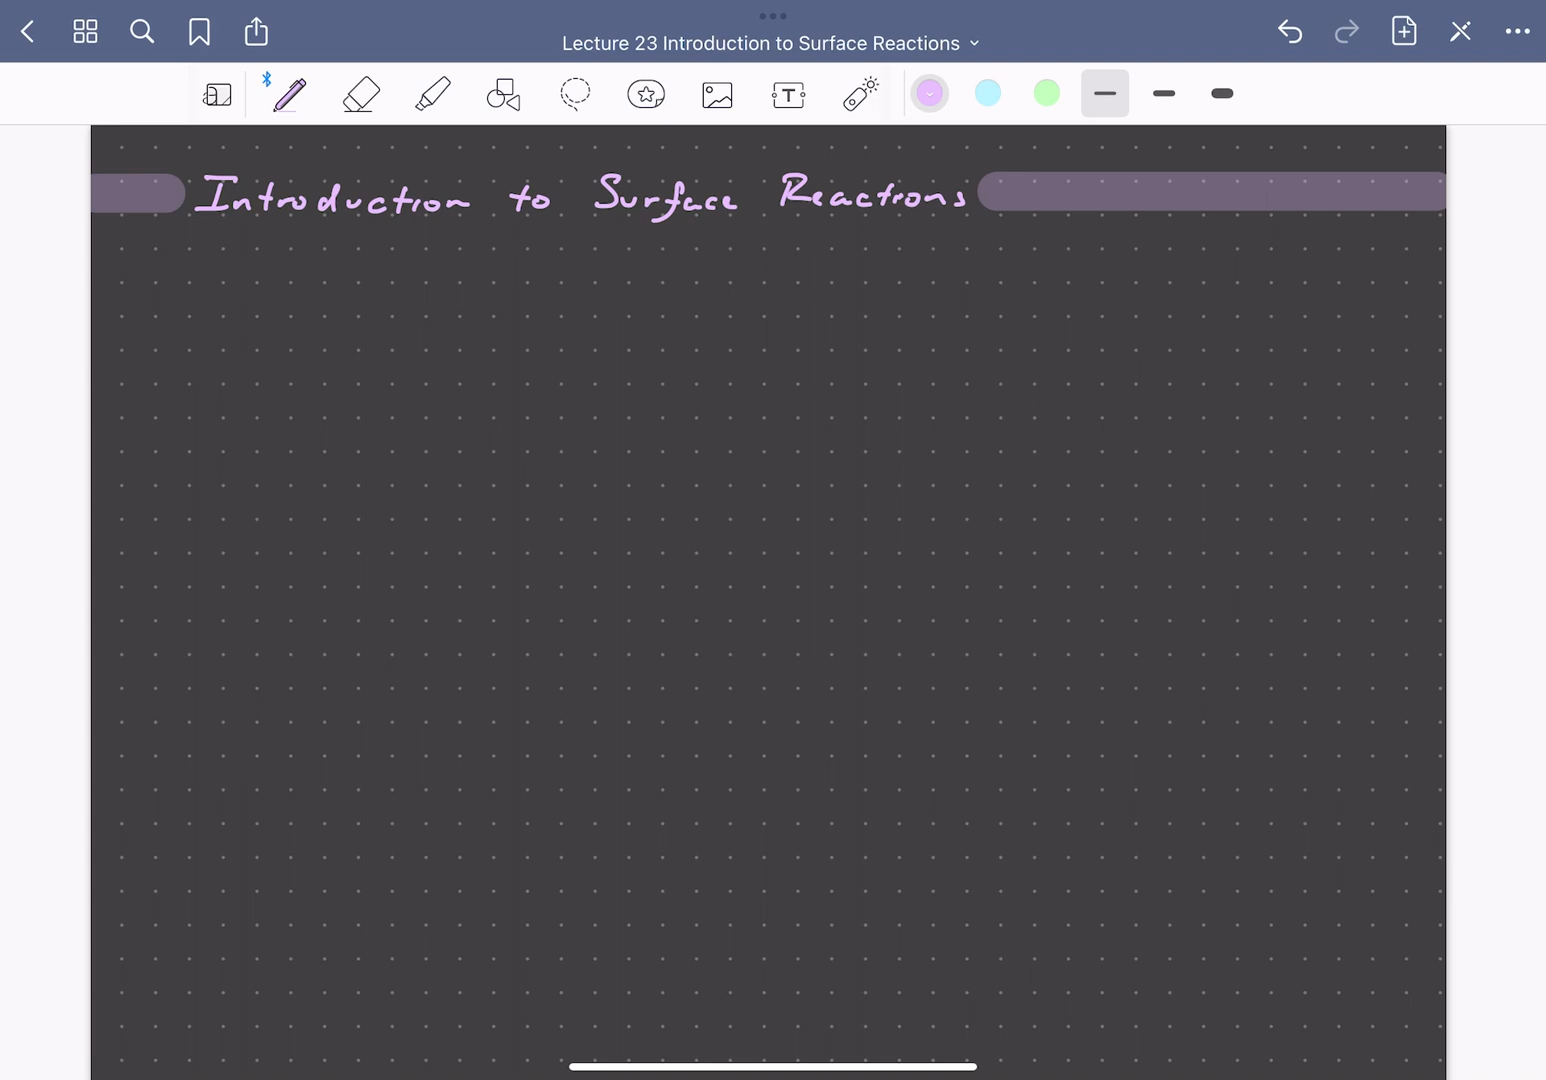 Lecture 23 Introduction to Surface Reactions
T
Introduction to Surface Reactions